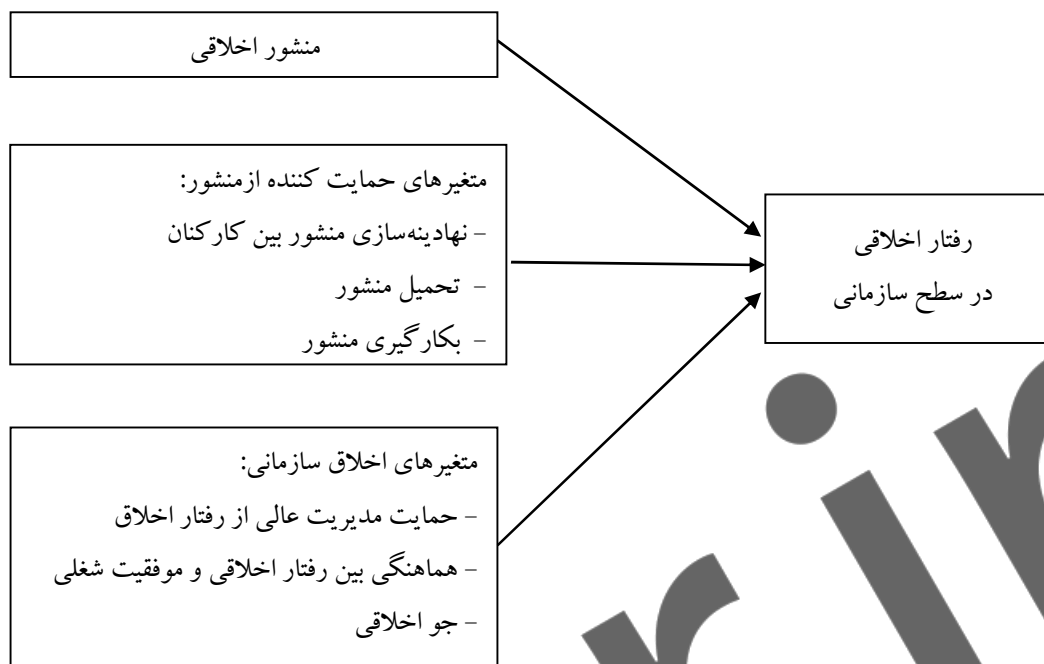 منشور اخلاقی
متغیرهای حمایت کننده ازمنشور:
- نهادینه‌سازی منشور بین کارکنان
- تحمیل منشور
- بکارگیری منشور
رفتار اخلاقی
در سطح سازمانی
متغیرهای اخلاق سازمانی:
- حمایت مدیریت عالی از رفتار اخلاق
- هماهنگی بین رفتار اخلاقی و موفقیت شغلی
- جو اخلاقی